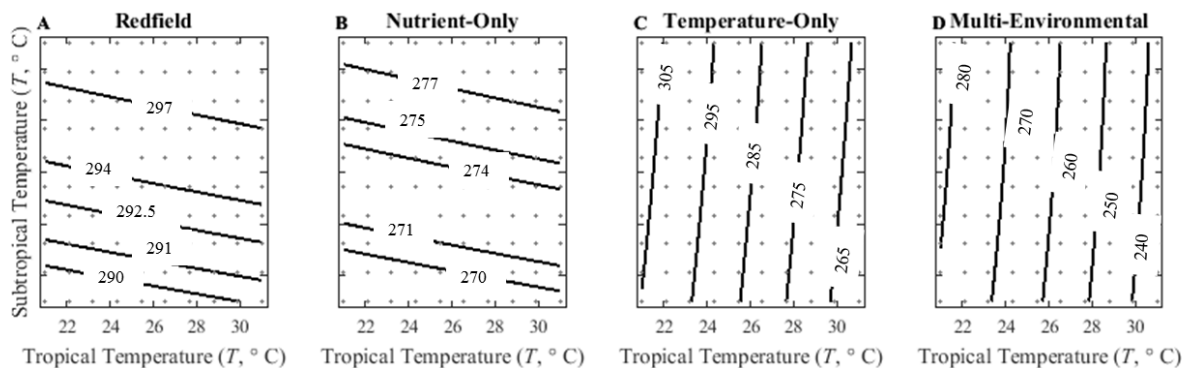 A Redfield
B Nutrient-Only
C Temperature-Only
D Multi-Environmental
Subtropical Temperature (T, ° C)
297
294
292.5
291
290
22 24 26 28 30
Tropical Temperature (T, ° C)
277
275
274
271
270
22 24 26 28 30
Tropical Temperature (T, ° C)
305
295
285
275
265
22 24 26 28 30
Tropical Temperature (T, ° C)
280
270
260
250
240
22 24 26 28 30
Tropical Temperature (T, ° C)